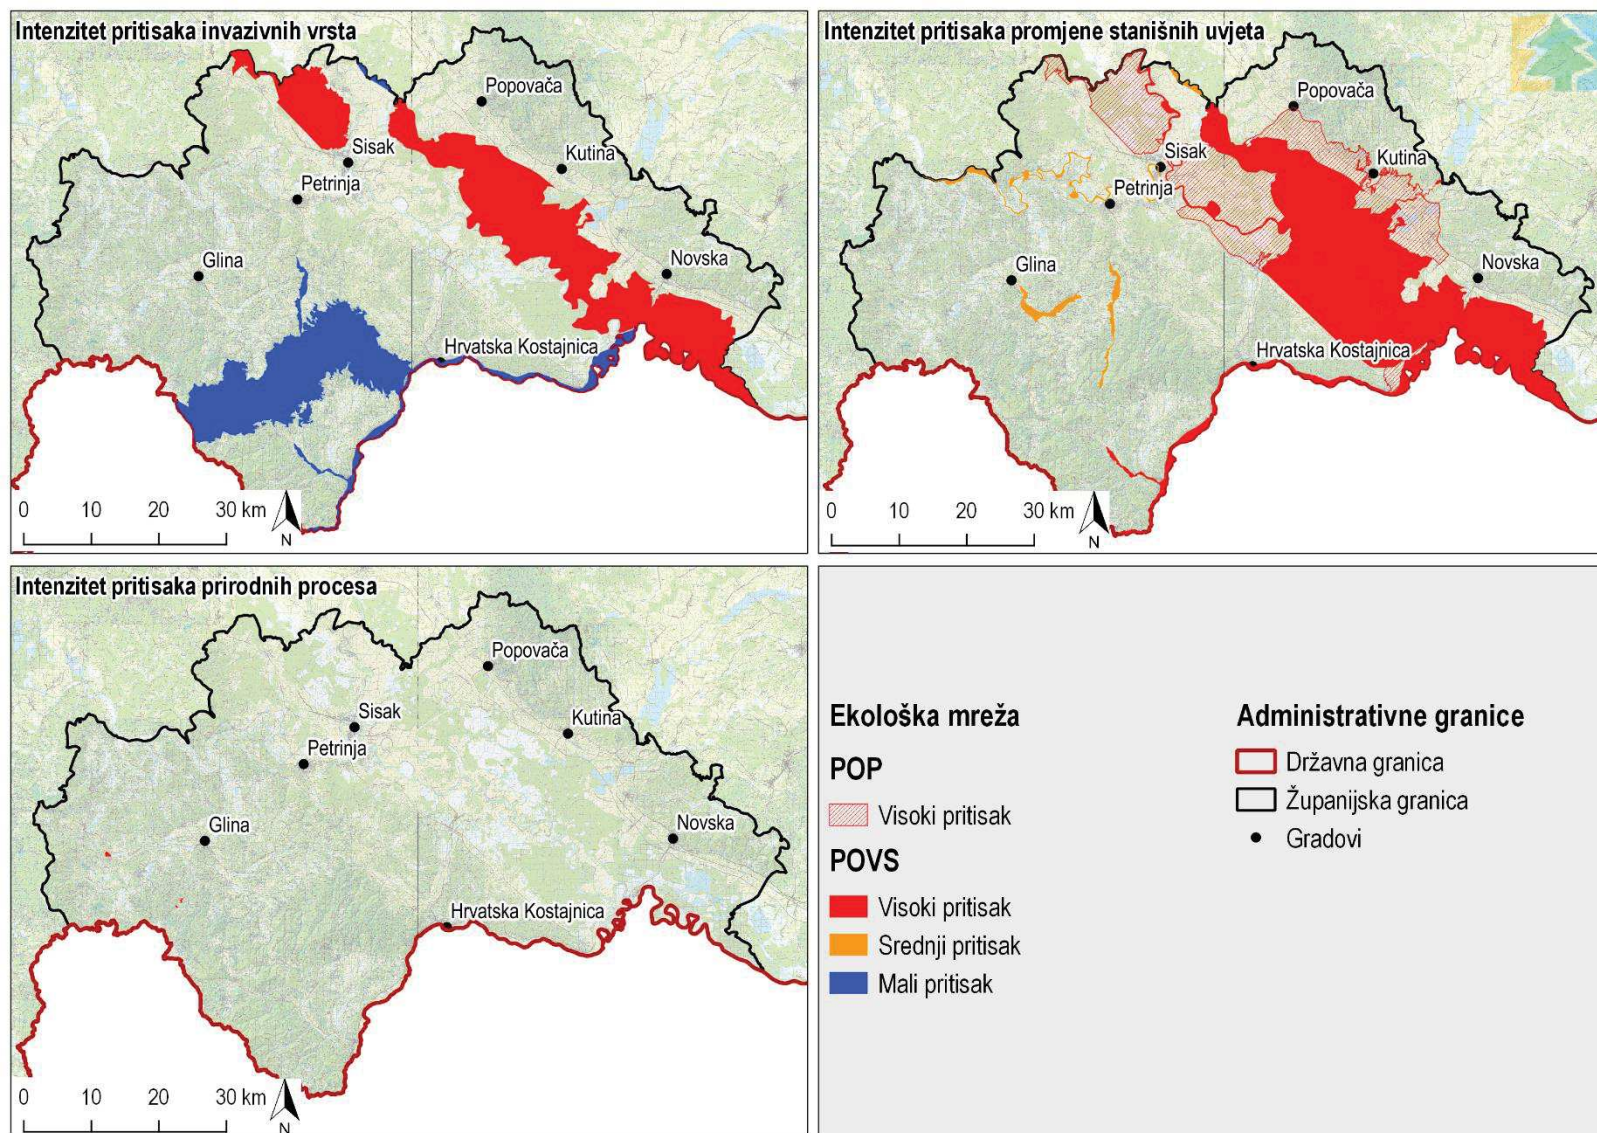 Intenzitet pritisaka invazivnih vrsta
Popovača
Sisak
Kutina
Petrinja
Glina
Novska
Hrvatska Kostajnica
0 10 20 30 km
N
Intenzitet pritisaka promjene stanišnih uvjeta
Popovača
Sisak
Kutina
Petrinja
Glina
Novska
Hrvatska Kostajnica
0 10 20 30 km
N
Intenzitet pritisaka prirodnih procesa
Popovača
Sisak
Kutina
Petrinja
Glina
Novska
Hrvatska Kostajnica
0 10 20 30 km
N
Ekološka mreža
POP
Visoki pritisak
POVS
Visoki pritisak
Srednji pritisak
Mali pritisak
Administrativne granice
Državna granica
Županijska granica
Gradovi